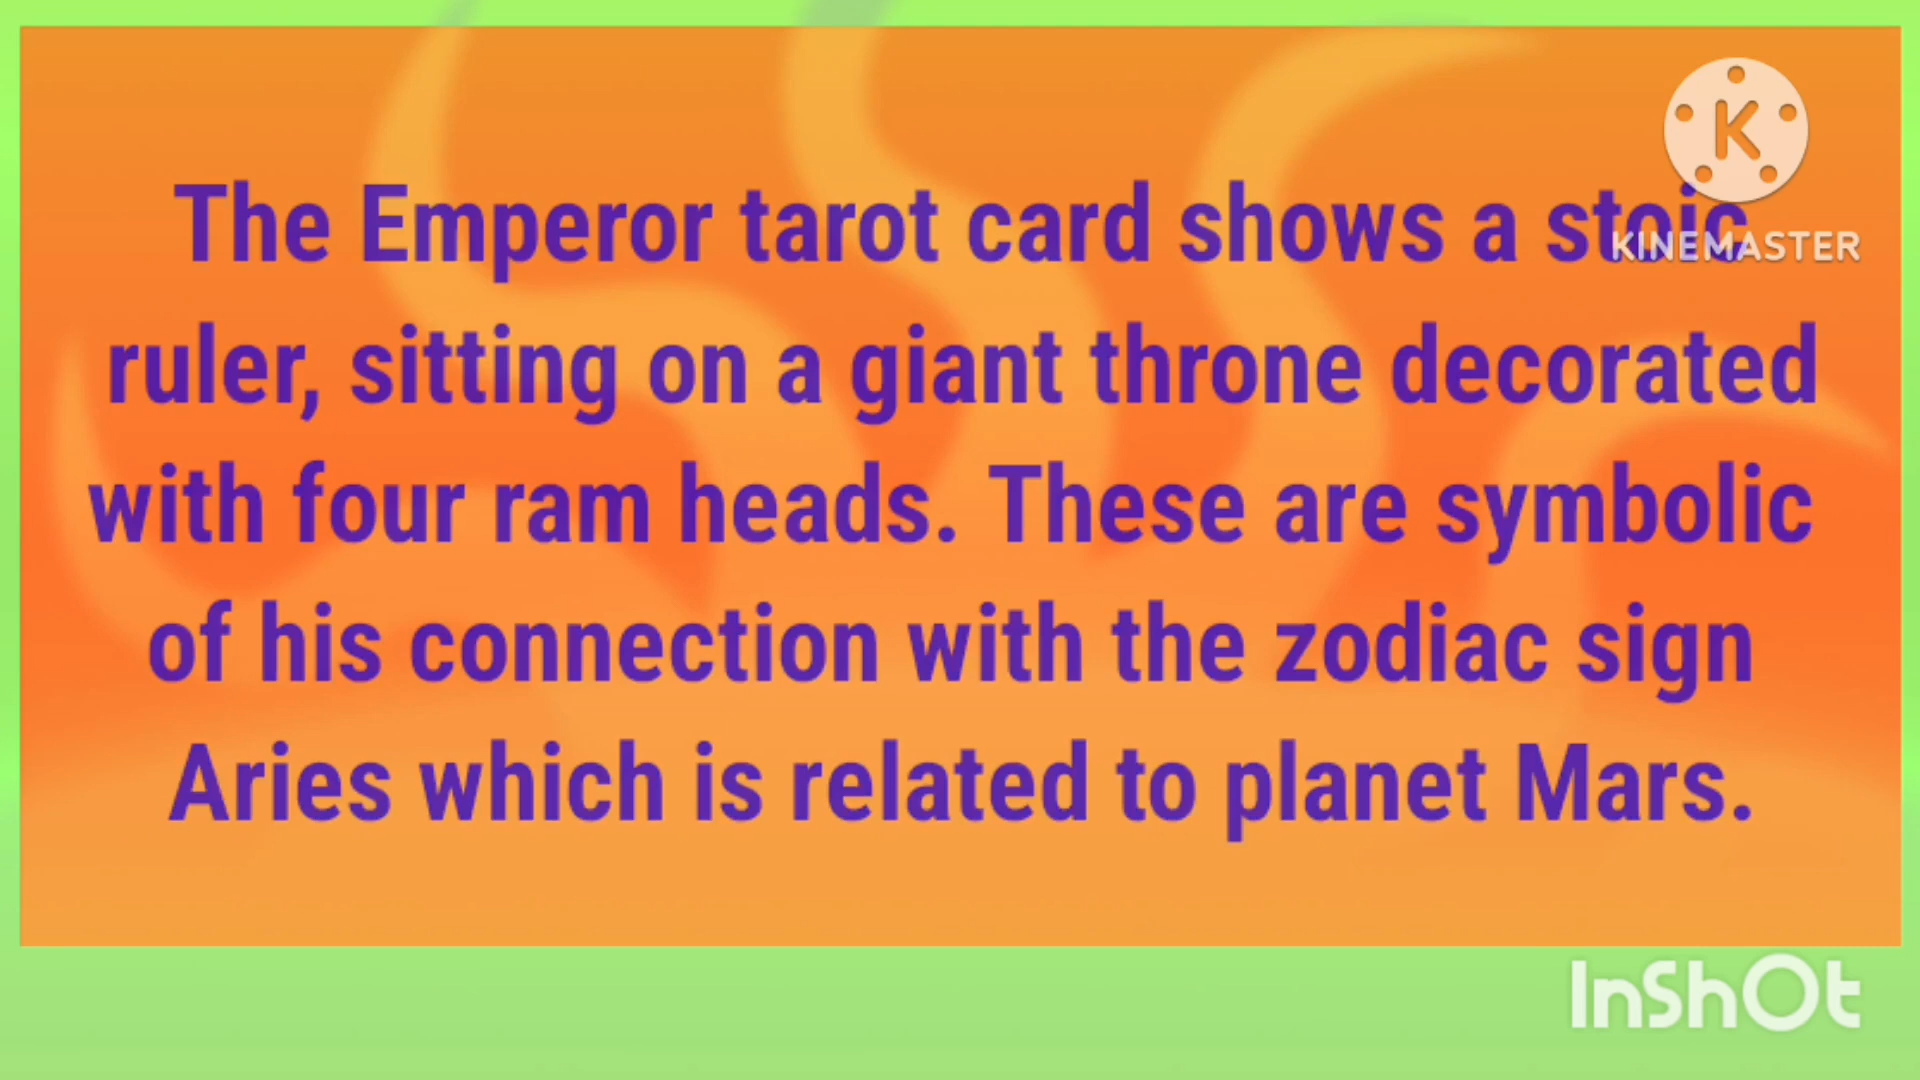 The Emperor tarot card shows a stoic
ruler, sitting on a giant throne decorated
with four ram heads. These are symbolic
of his connection with the zodiac sign
Aries which is related to planet Mars.
K
KINEMASTER
InShOt